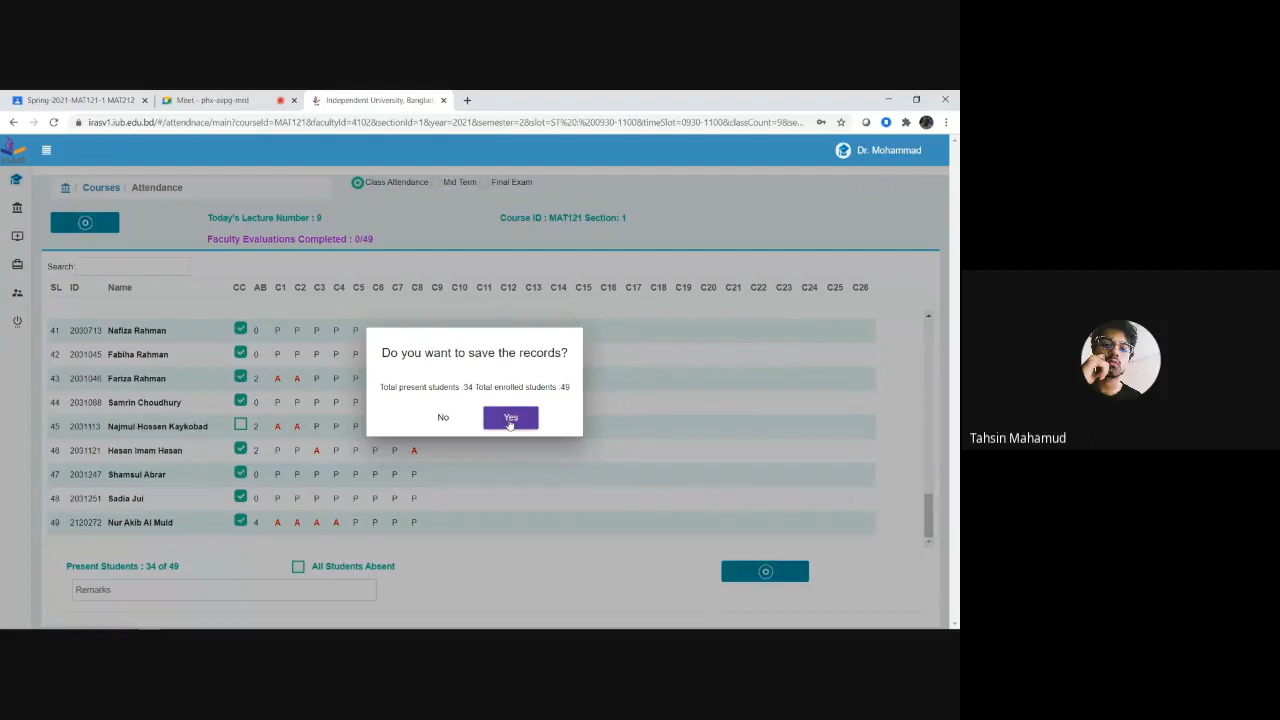 Spring-2021-MAT121-1 MAT212
Meet - phx-avpg-mrd
Independent University, Banglad
irasv1.iub.edu.bd/#/attendnace/main?courseId=MAT121&facultyId=4102&sectionId=1&year=2021&semester=2&slot=ST%20:%200930-1100&timeSlot=0930-1100&classCount=9&se...
Dr. Mohammad
/ Courses / Attendance
Class Attendance Mid Term Final Exam
Today's Lecture Number : 9
Course ID : MAT121 Section: 1
Faculty Evaluations Completed : 0/49
Search:
SL ID Name CC AB C1 C2 C3 C4 C5 C6 C7 C8 C9 C10 C11 C12 C13 C14 C15 C16 C17 C18 C19 C20 C21 C22 C23 C24 C25 C26
41 2030713 Nafiza Rahman 0 P P P P P
42 2031045 Fabiha Rahman 0 P P P P P
43 2031046 Fariza Rahman 2 A A P P P
44 2031088 Samrin Choudhury 0 P P P P P
45 2031113 Najmul Hossen Kaykobad 2 A A P P P
46 2031121 Hasan Imam Hasan 2 P P A P P P P A
47 2031247 Shamsul Abrar 0 P P P P P P P P
48 2031251 Sadia Jui 0 P P P P P P P P
49 2120272 Nur Akib Al Muid 4 A A A A P P P P
Do you want to save the records?
Total present students :34 Total enrolled students :49
No Yes
Present Students : 34 of 49
All Students Absent
Remarks
Tahsin Mahamud